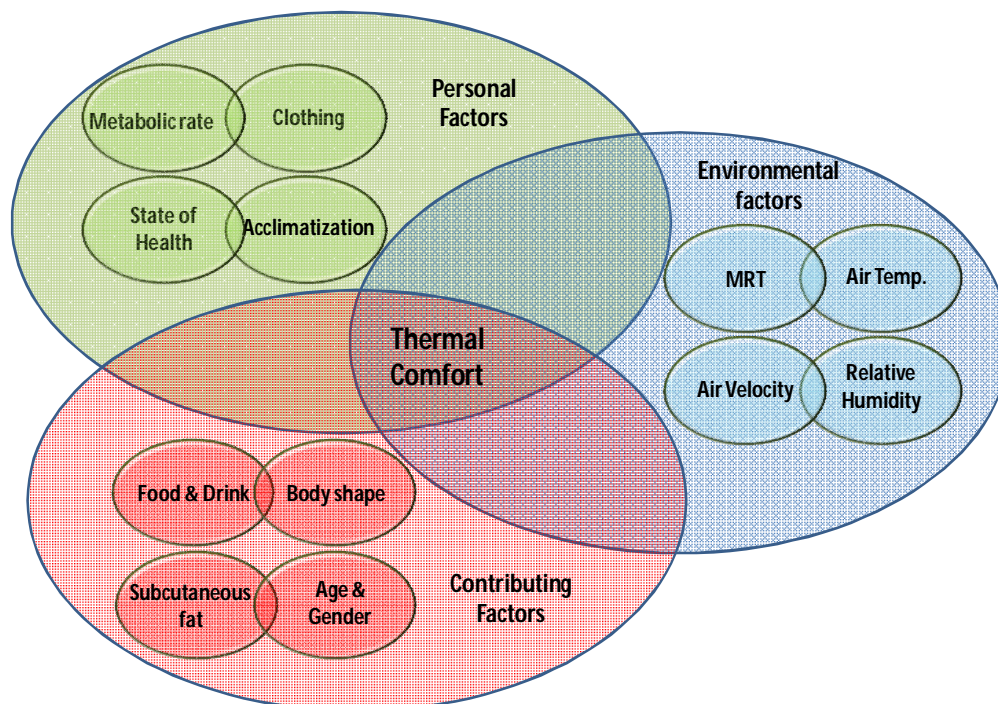 Personal
Factors
Metabolic rate
Clothing
State of
Health
Acclimatization
Environmental
factors
MRT
Air Temp.
Air Velocity
Relative
Humidity
Thermal
Comfort
Food & Drink
Body shape
Subcutaneous
fat
Age &
Gender
Contributing
Factors